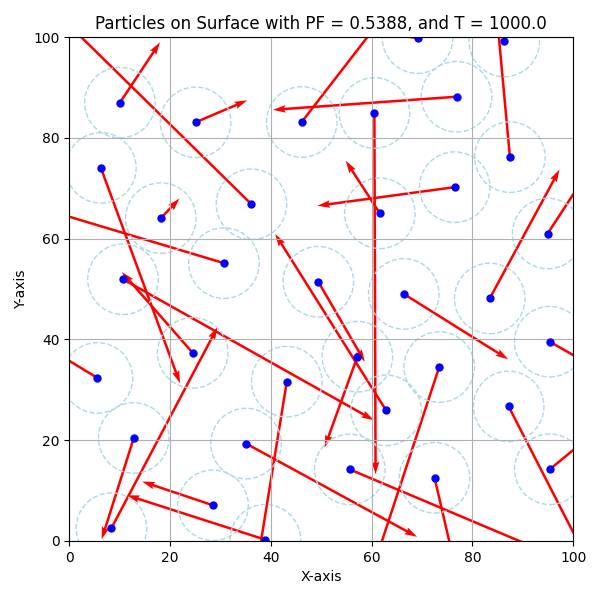 Particles on Surface with PF = 0.5388, and T = 1000.0
100
80
60
40
20
0
Y-axis
0 20 40 60 80 100
X-axis